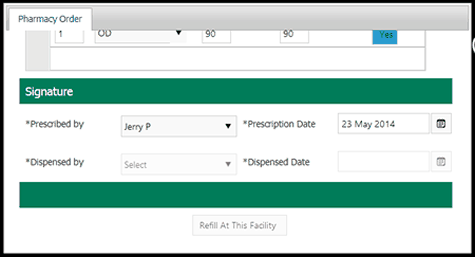 Pharmacy Order
1 OD 90 90 Yes
Signature
*Prescribed by Jerry P *Prescription Date 23 May 2014
*Dispensed by Select *Dispensed Date
Refill At This Facility